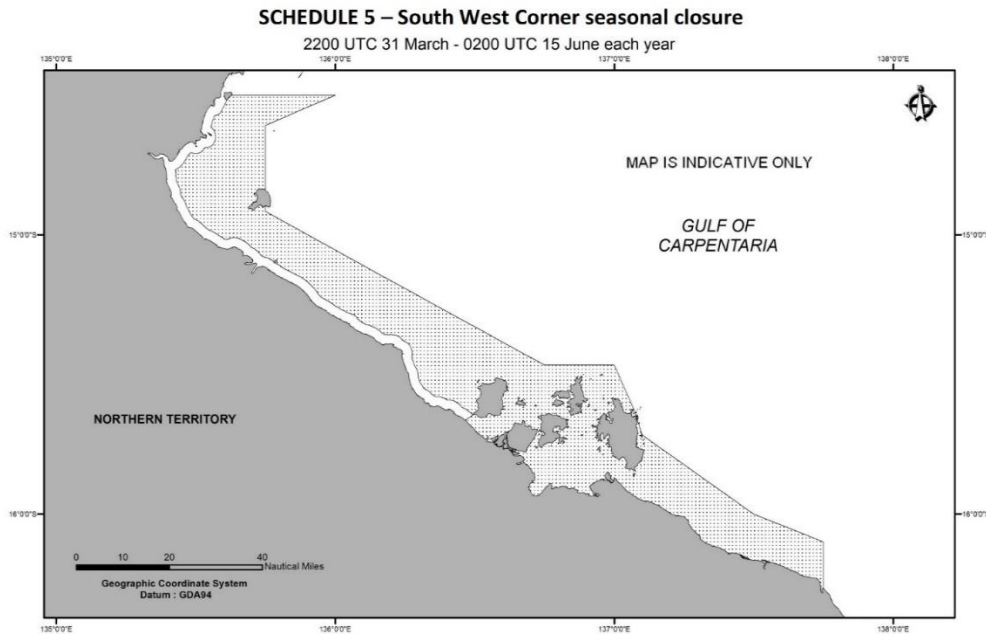 SCHEDULE 5 – South West Corner seasonal closure
2200 UTC 31 March - 0200 UTC 15 June each year
135°0'0"E 136°0'0"E 137°0'0"E 138°0'0"E
MAP IS INDICATIVE ONLY
GULF OF
CARPENTARIA
15°0'0"S 15°0'0"S
NORTHERN TERRITORY
16°0'0"S 16°0'0"S
0 10 20 40
Nautical Miles
Geographic Coordinate System
Datum : GDA94
135°0'0"E 136°0'0"E 137°0'0"E 138°0'0"E